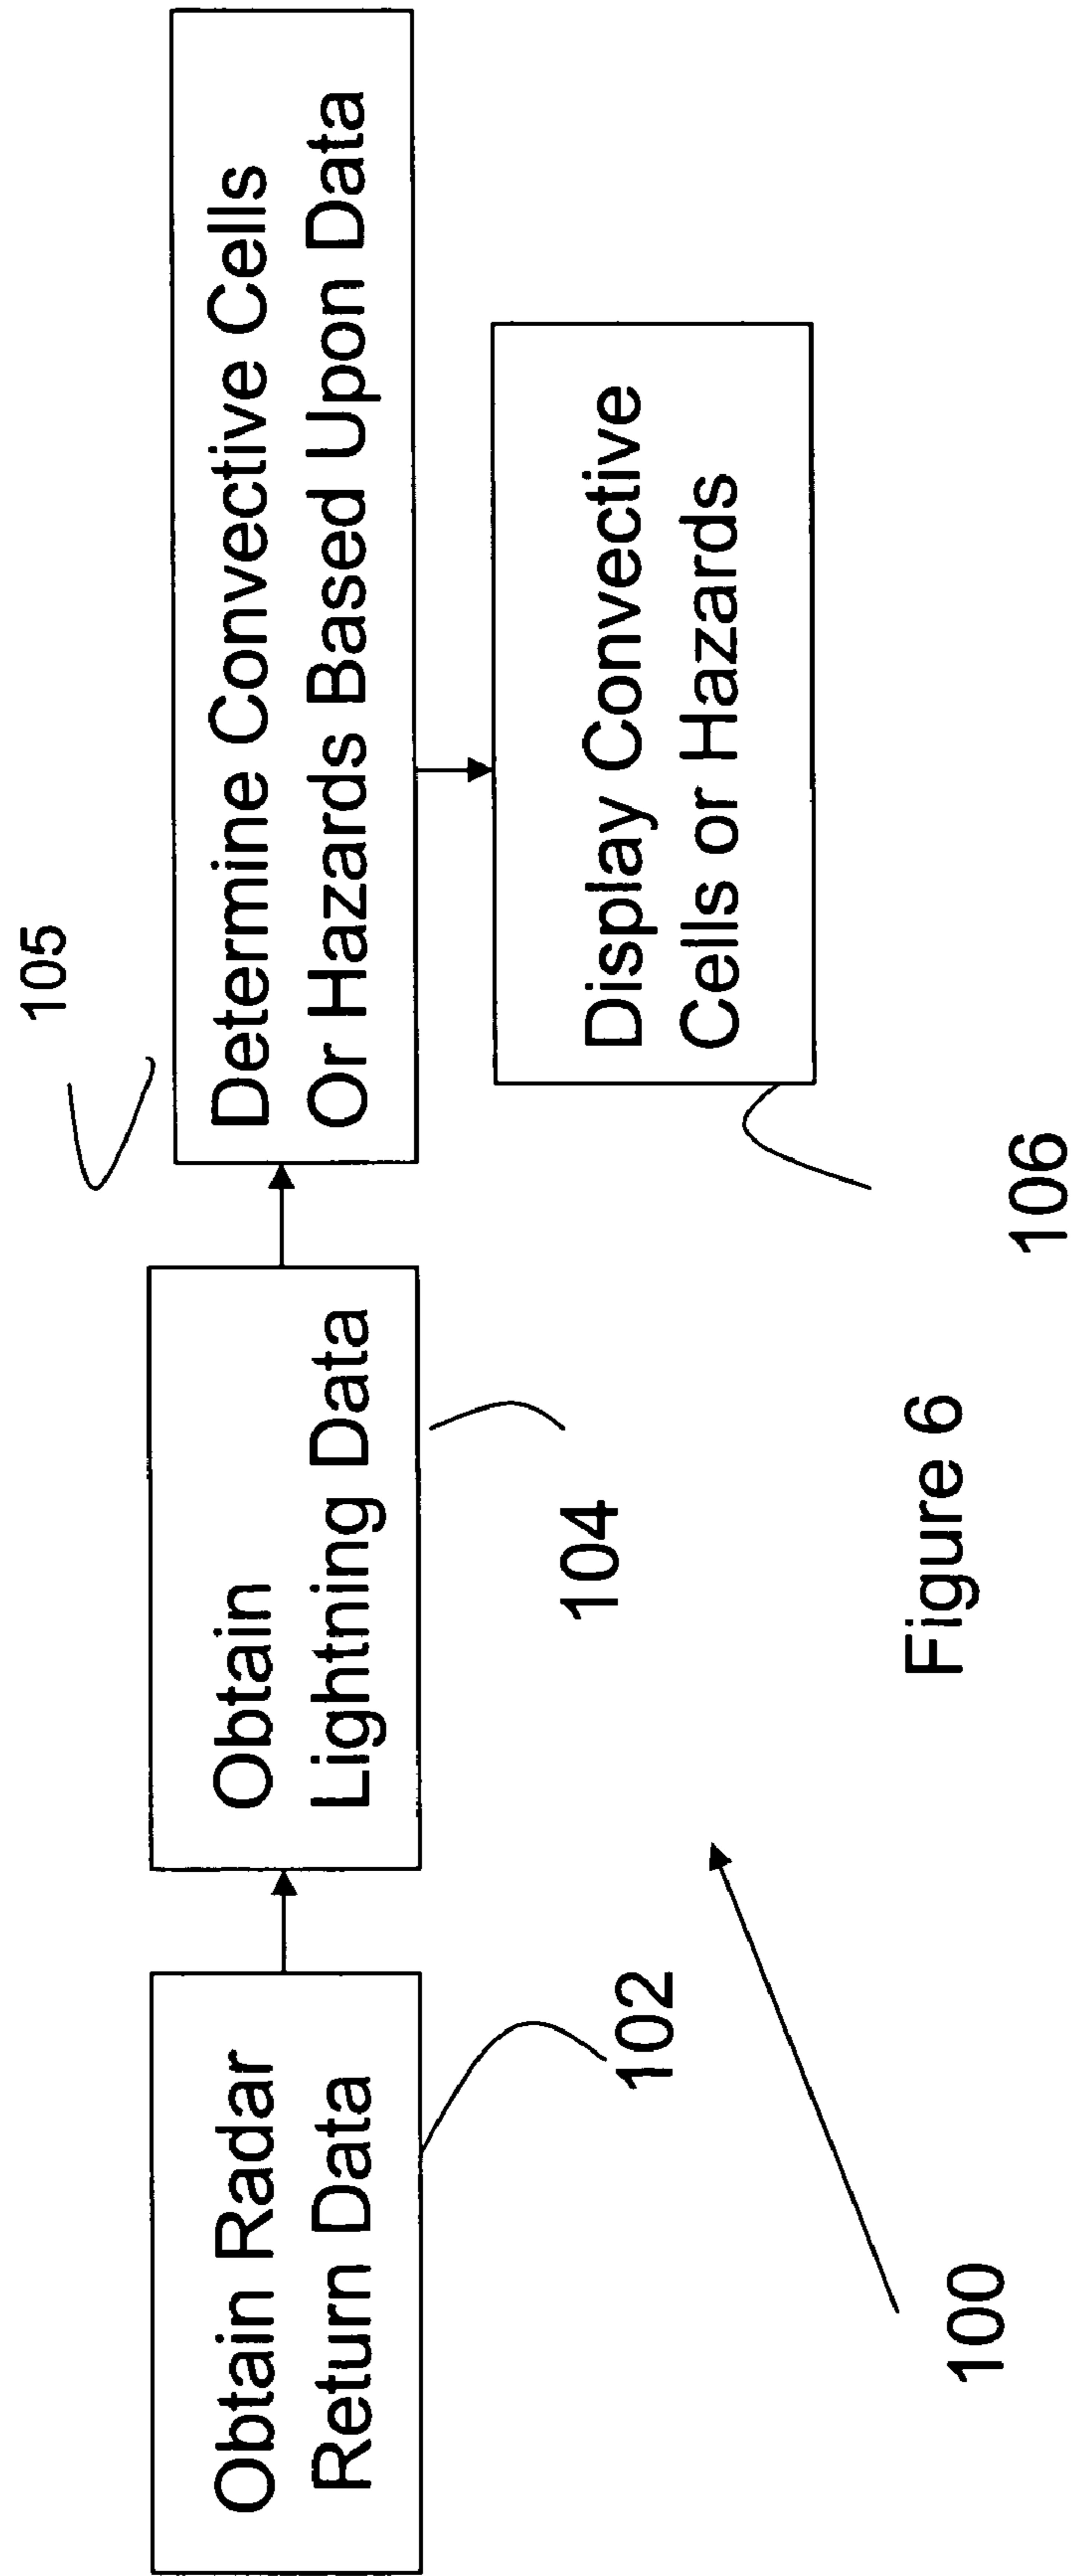 105
Obtain Radar
Return Data
Obtain
Lightning Data
Determine Convective Cells
Or Hazards Based Upon Data
Display Convective
Cells or Hazards
102
104
106
100
Figure 6